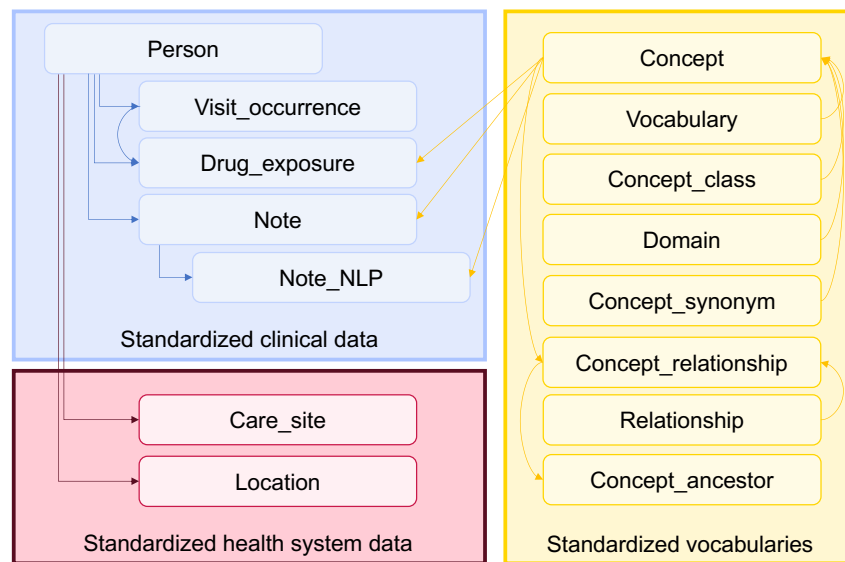 Person
Visit_occurrence
Drug_exposure
Note
Note_NLP
Standardized clinical data
Care_site
Location
Standardized health system data
Concept
Vocabulary
Concept_class
Domain
Concept_synonym
Concept_relationship
Relationship
Concept_ancestor
Standardized vocabularies